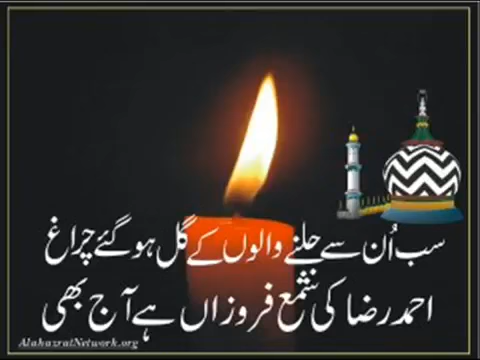 سب اُن سے جلنے والوں کے گل ہو گئے چراغ
احمد رضا کی شمع فروزاں ہے آج بھی
AlahazratNetwork.org